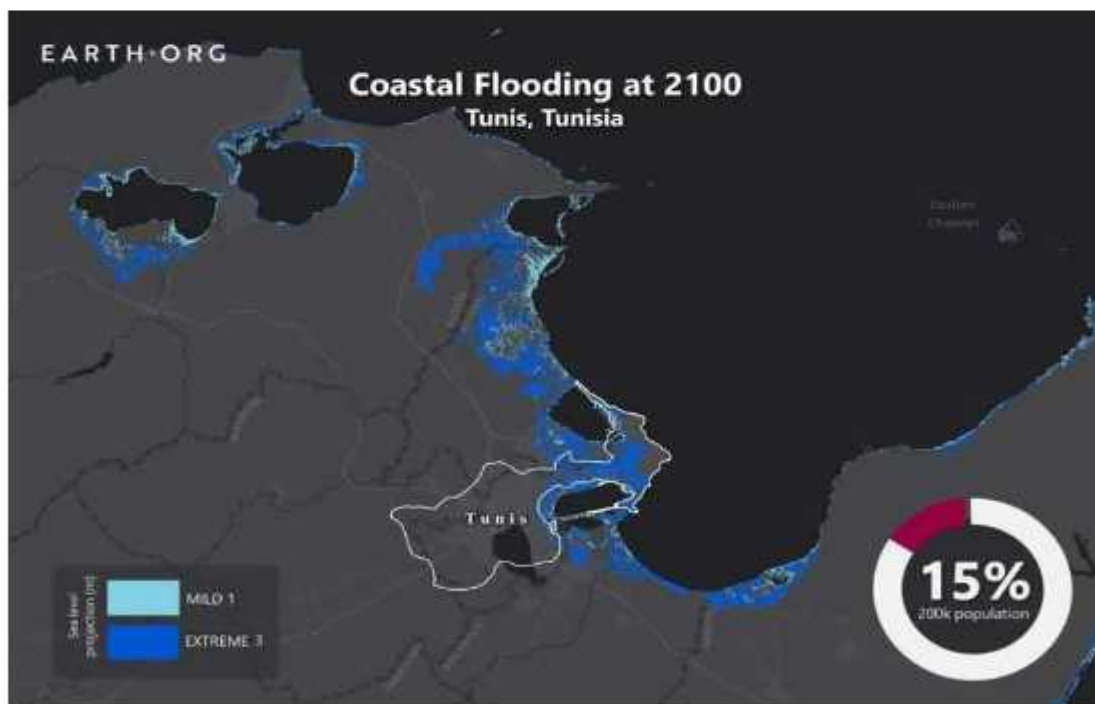 EARTH·ORG
Coastal Flooding at 2100
Tunis, Tunisia
Channel
Tunis
Sea level
projection (m)
MILD 1
EXTREME 3
15%
200k population